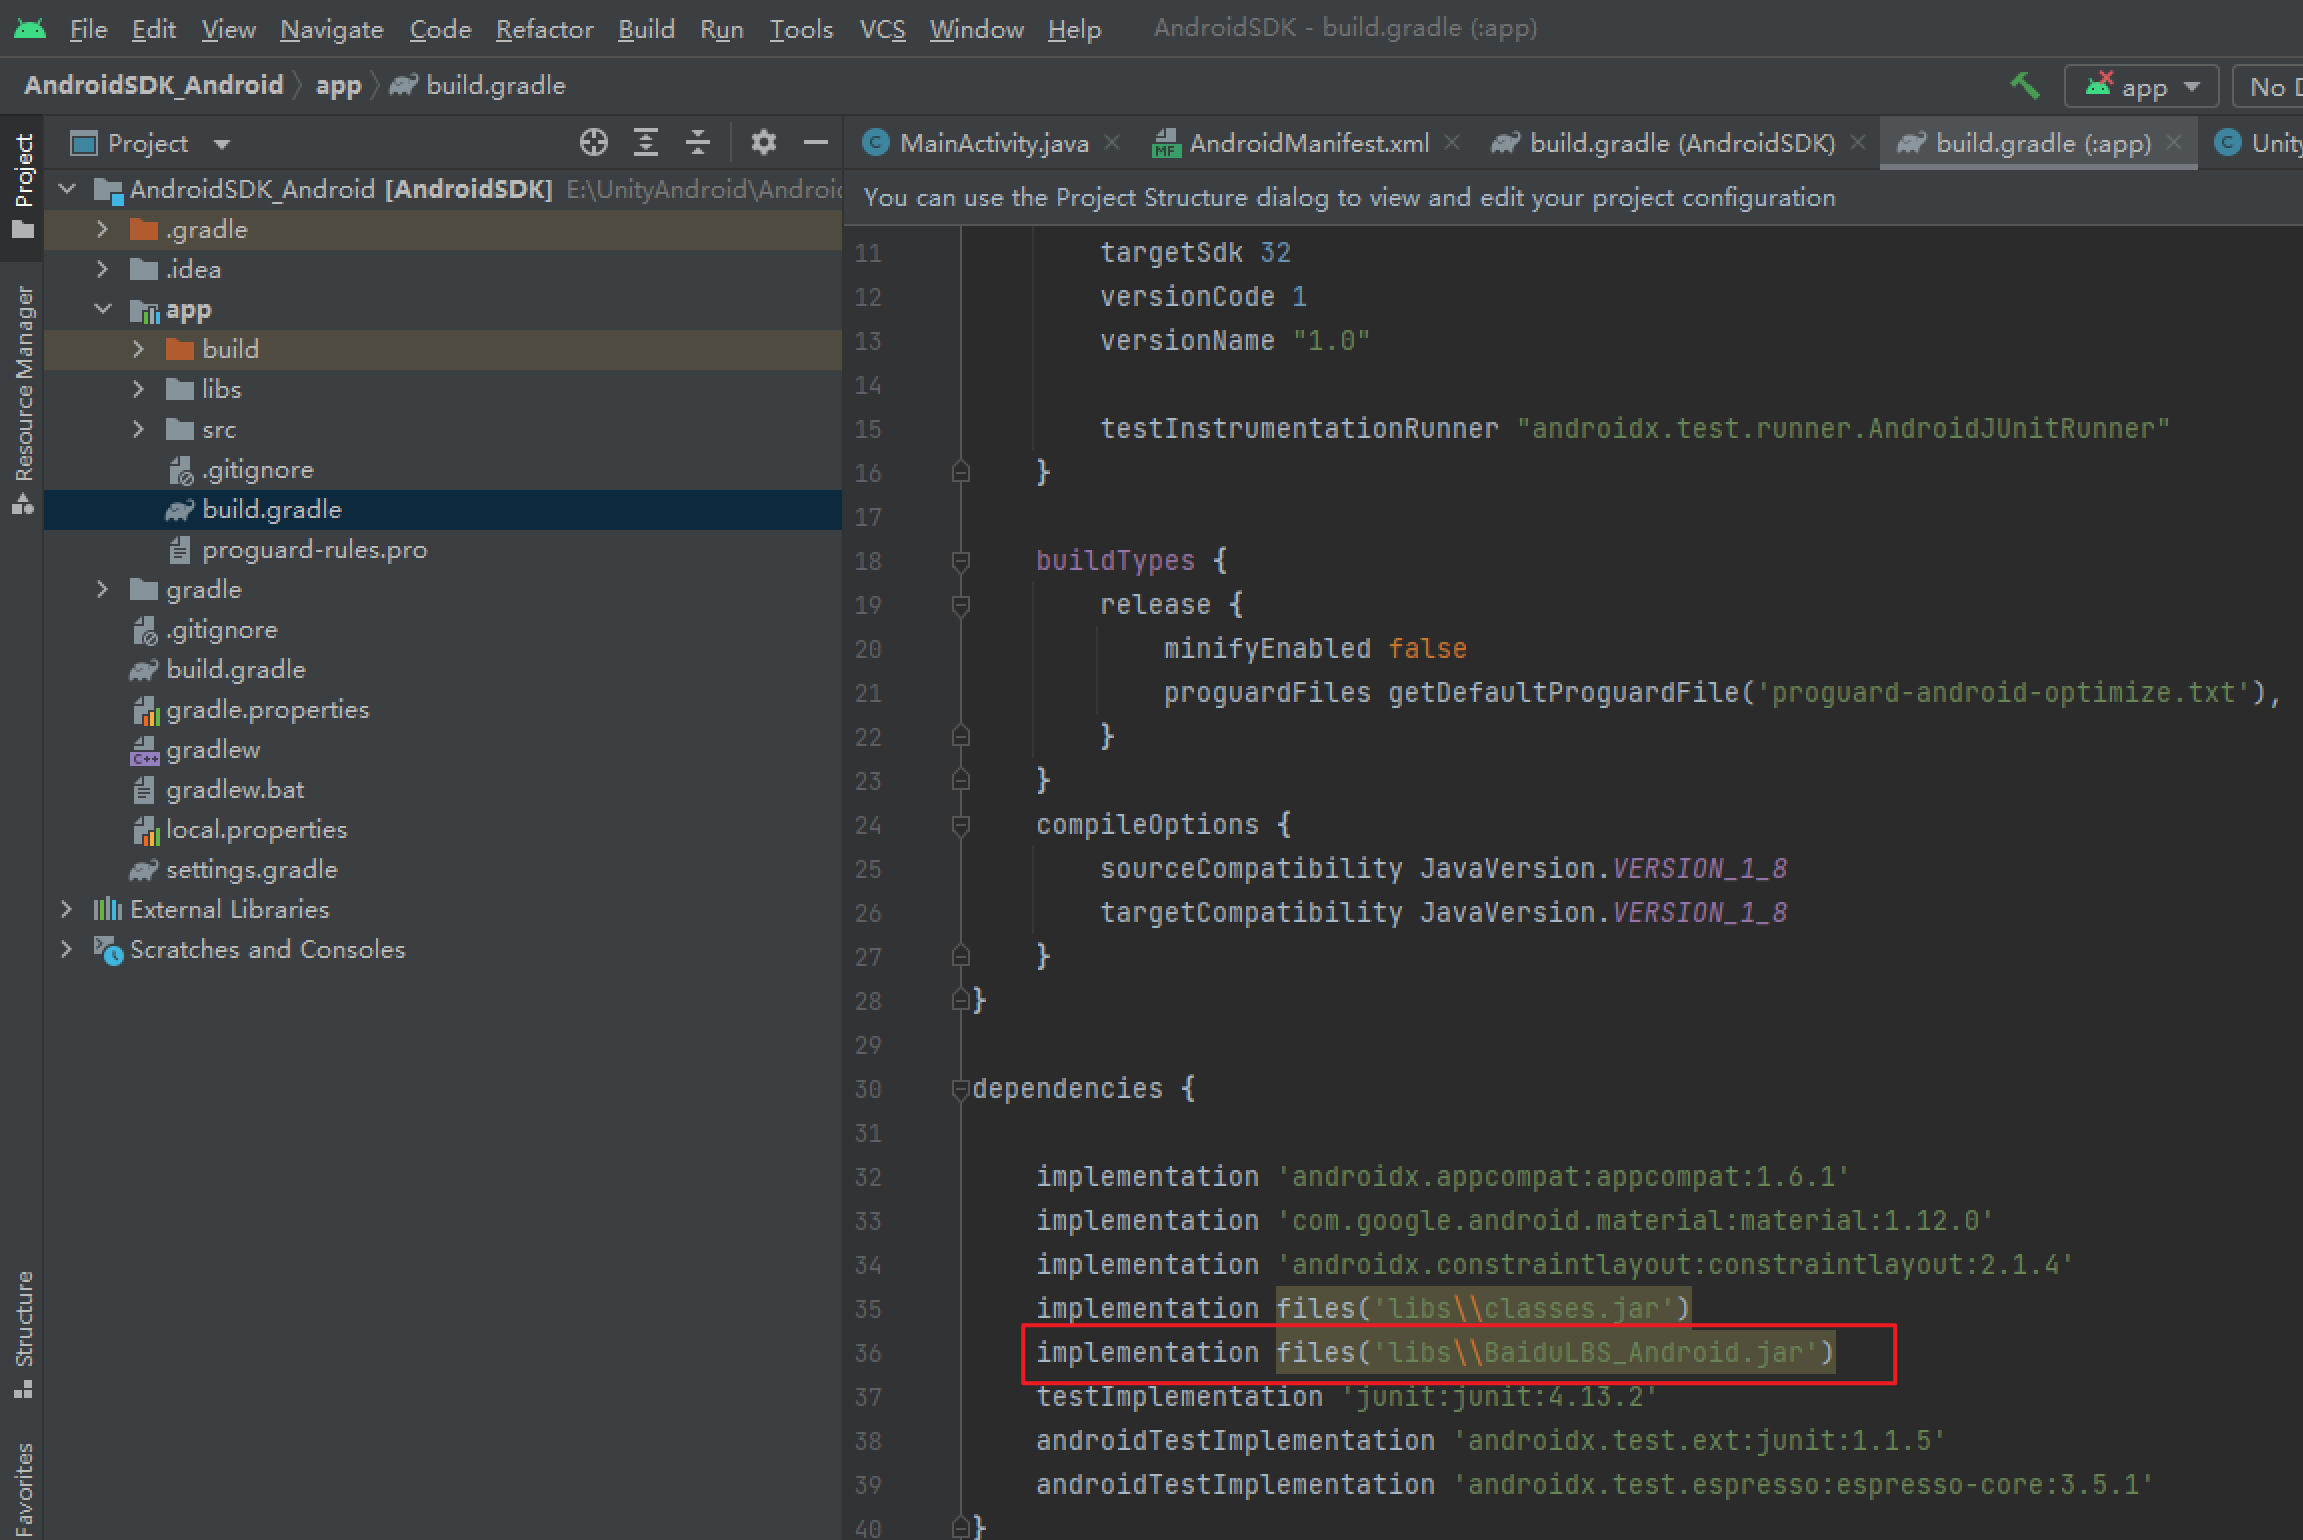 File Edit View Navigate Code Refactor Build Run Tools VCS Window Help AndroidSDK - build.gradle (:app)
AndroidSDK_Android app build.gradle
app
No
Project
MainActivity.java
AndroidManifest.xml
build.gradle (AndroidSDK)
build.gradle (:app)
Project
Resource Manager
Structure
Favorites
AndroidSDK_Android [AndroidSDK] E:\UnityAndroid\Androi
.gradle
.idea
app
build
libs
src
.gitignore
build.gradle
proguard-rules.pro
gradle
.gitignore
build.gradle
gradle.properties
gradlew
gradlew.bat
local.properties
settings.gradle
External Libraries
Scratches and Consoles
You can use the Project Structure dialog to view and edit your project configuration
11 targetSdk 32
12 versionCode 1
13 versionName "1.0"
14
15 testInstrumentationRunner "androidx.test.runner.AndroidJUnitRunner"
16 }
17
18 buildTypes {
19 release {
20 minifyEnabled false
21 proguardFiles getDefaultProguardFile('proguard-android-optimize.txt'),
22 }
23 }
24 compileOptions {
25 sourceCompatibility JavaVersion.VERSION_1_8
26 targetCompatibility JavaVersion.VERSION_1_8
27 }
28 }
29
30 dependencies {
31
32 implementation 'androidx.appcompat:appcompat:1.6.1'
33 implementation 'com.google.android.material:material:1.12.0'
34 implementation 'androidx.constraintlayout:constraintlayout:2.1.4'
35 implementation files('libs\\classes.jar')
36 implementation files('libs\\BaiduLBS_Android.jar')
37 testImplementation 'junit:junit:4.13.2'
38 androidTestImplementation 'androidx.test.ext:junit:1.1.5'
39 androidTestImplementation 'androidx.test.espresso:espresso-core:3.5.1'
40 }